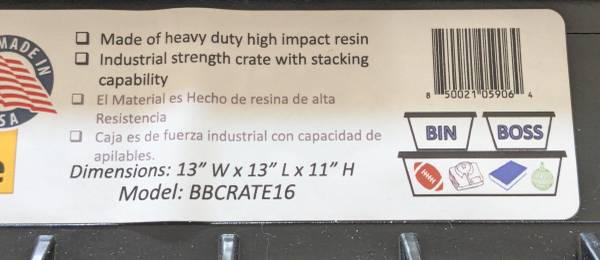 MADE IN
SA
❑ Made of heavy duty high impact resin
❑ Industrial strength crate with stacking
capability
❑ El Material es Hecho de resina de alta
Resistencia
❑ Caja es de fuerza industrial con capacidad de
apilables.
Dimensions: 13” W x 13” L x 11” H
Model: BBCRATE16
8 50021 05906 4
BIN BOSS
e